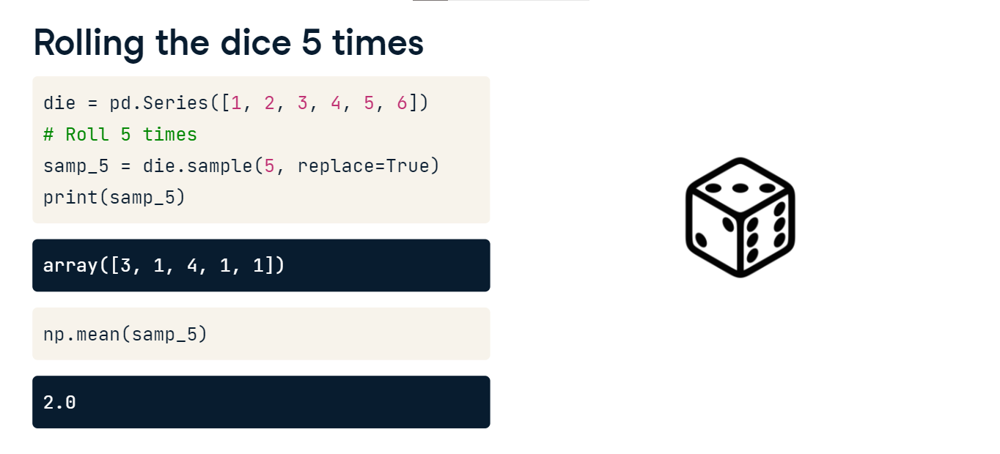 Rolling the dice 5 times
die = pd.Series([1, 2, 3, 4, 5, 6])
# Roll 5 times
samp_5 = die.sample(5, replace=True)
print(samp_5)
array([3, 1, 4, 1, 1])
np.mean(samp_5)
2.0